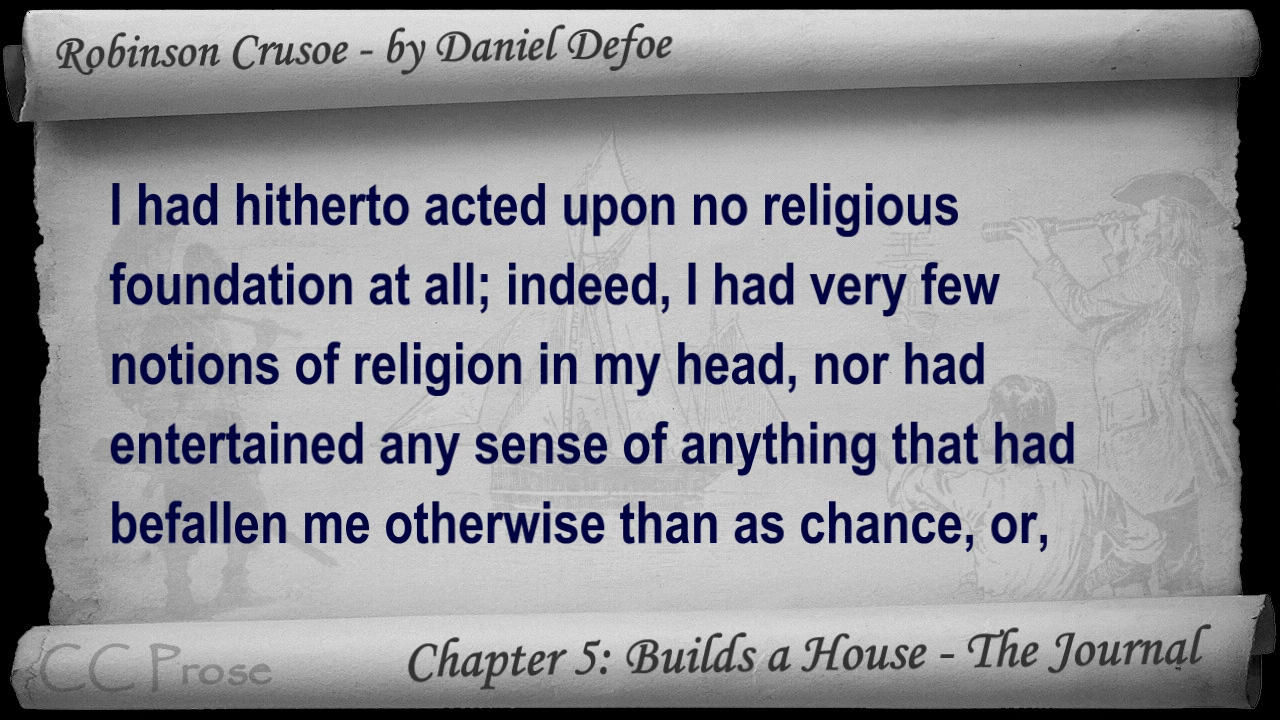 Robinson Crusoe - by Daniel Defoe
I had hitherto acted upon no religious
foundation at all; indeed, I had very few
notions of religion in my head, nor had
entertained any sense of anything that had
befallen me otherwise than as chance, or,
CC Prose
Chapter 5: Builds a House - The Journal